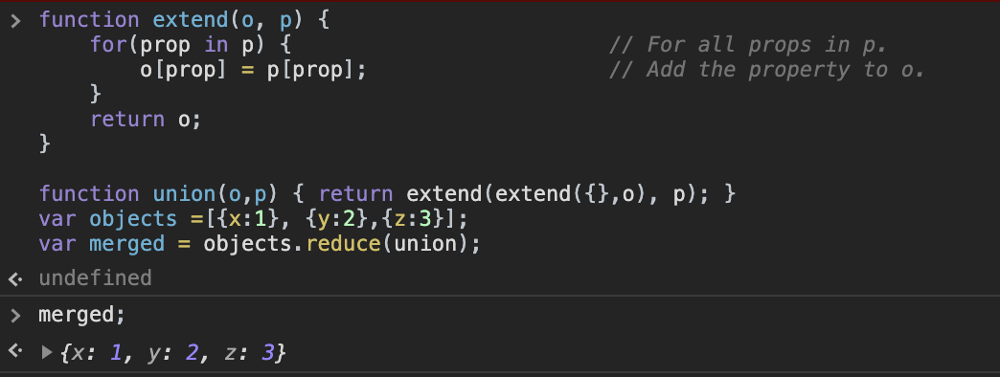 function extend(o, p) {
    for(prop in p) {                         // For all props in p.
        o[prop] = p[prop];                   // Add the property to o.
    }
    return o;
}
function union(o,p) { return extend(extend({},o), p); }
var objects =[{x:1}, {y:2},{z:3}];
var merged = objects.reduce(union);
undefined
merged;
{x: 1, y: 2, z: 3}